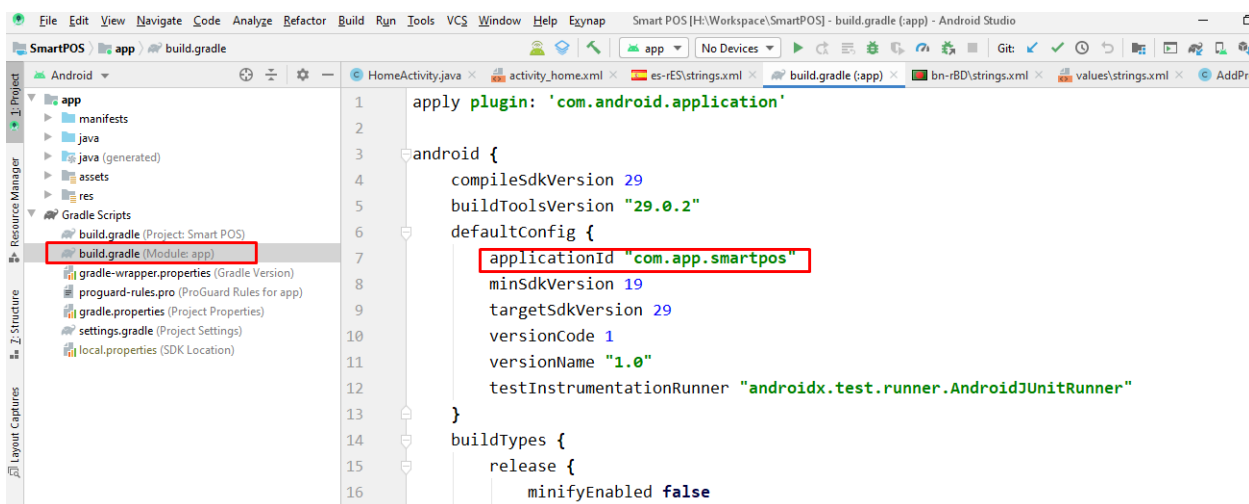 File Edit View Navigate Code Analyze Refactor Build Run Tools VCS Window Help Exynap Smart POS [H:\Workspace\SmartPOS] - build.gradle (:app) - Android Studio
SmartPOS app build.gradle app No Devices Git:
1: Project
Resource Manager
Z: Structure
Layout Captures
Android
app
manifests
java
java (generated)
assets
res
Gradle Scripts
build.gradle (Project: Smart POS)
build.gradle (Module: app)
gradle-wrapper.properties (Gradle Version)
proguard-rules.pro (ProGuard Rules for app)
gradle.properties (Project Properties)
settings.gradle (Project Settings)
local.properties (SDK Location)
HomeActivity.java activity_home.xml es-rES\strings.xml build.gradle (:app) bn-rBD\strings.xml values\strings.xml AddPr
1 apply plugin: 'com.android.application'
2
3 android {
4 compileSdkVersion 29
5 buildToolsVersion "29.0.2"
6 defaultConfig {
7 applicationId "com.app.smartpos"
8 minSdkVersion 19
9 targetSdkVersion 29
10 versionCode 1
11 versionName "1.0"
12 testInstrumentationRunner "androidx.test.runner.AndroidJUnitRunner"
13 }
14 buildTypes {
15 release {
16 minifyEnabled false